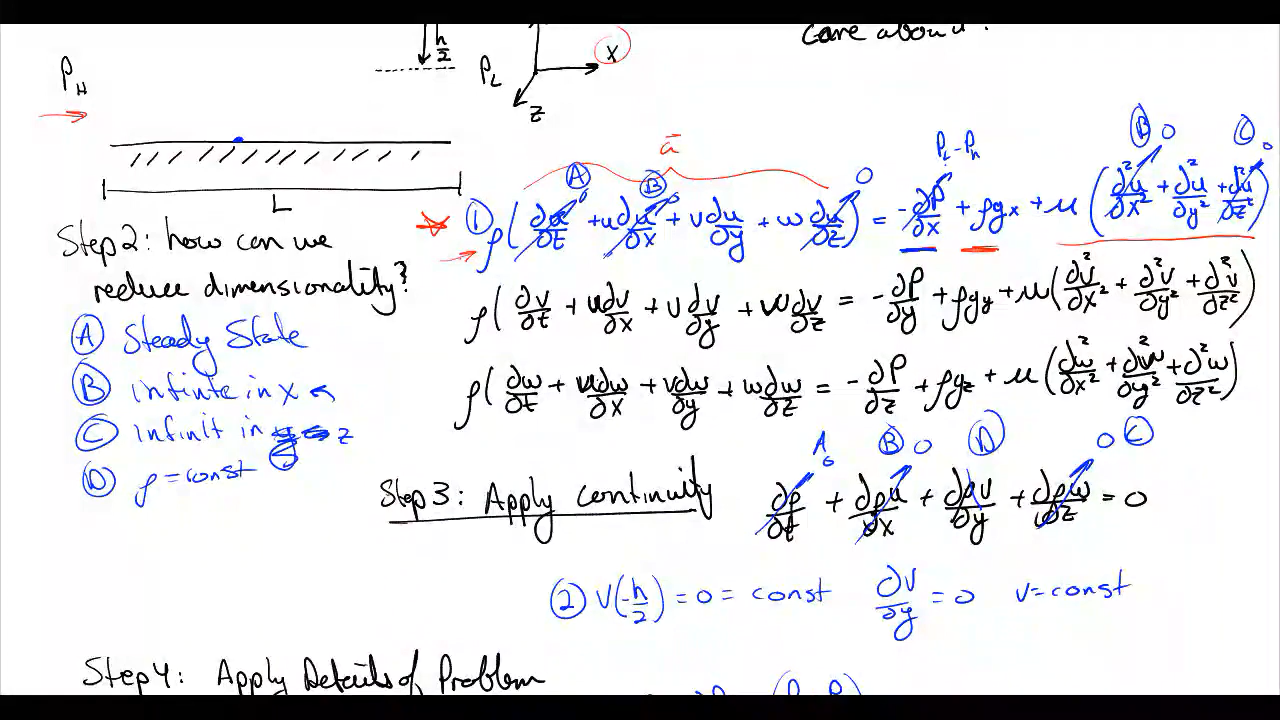 care about.
h/2
x
P_H
P_L
z
L
a⃗
Ⓐ Ⓑ 0 P_L-P_H Ⓑ 0 Ⓒ 0
① ρ( ∂u/∂t + u∂u/∂x + v∂u/∂y + w∂u/∂z ) = -∂P/∂x + ρg_x + μ( ∂²u/∂x² + ∂²u/∂y² + ∂²u/∂z² )
Step 2: how can we
reduce dimensionality?
ρ( ∂v/∂t + u∂v/∂x + v∂v/∂y + w∂v/∂z = -∂P/∂y + ρg_y + μ( ∂²v/∂x² + ∂²v/∂y² + ∂²v/∂z² )
Ⓐ Steady State
ρ( ∂w/∂t + u∂w/∂x + v∂w/∂y + w∂w/∂z = -∂P/∂z + ρg_z + μ( ∂²w/∂x² + ∂²w/∂y² + ∂²w/∂z² )
Ⓑ infinite in x
Ⓒ infinit in z
Ⓓ ρ=const
A 0 Ⓑ 0 Ⓓ 0 Ⓒ
Step 3: Apply continuity ∂ρ/∂t + ∂ρu/∂x + ∂ρv/∂y + ∂ρw/∂z = 0
② v(-h/2) = 0 = const ∂v/∂y = 0 v=const
Step 4: Apply Details of Problem